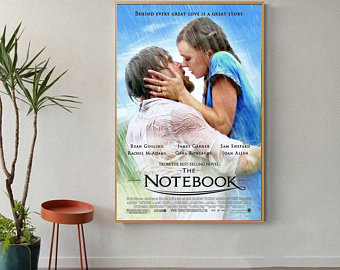 BEHIND EVERY GREAT LOVE IS A GREAT STORY
RYAN GOSLING JAMES GARNER SAM SHEPARD
RACHEL McADAMS GENA ROWLANDS JOAN ALLEN
FROM THE BEST-SELLING NOVEL
THE
NOTEBOOK